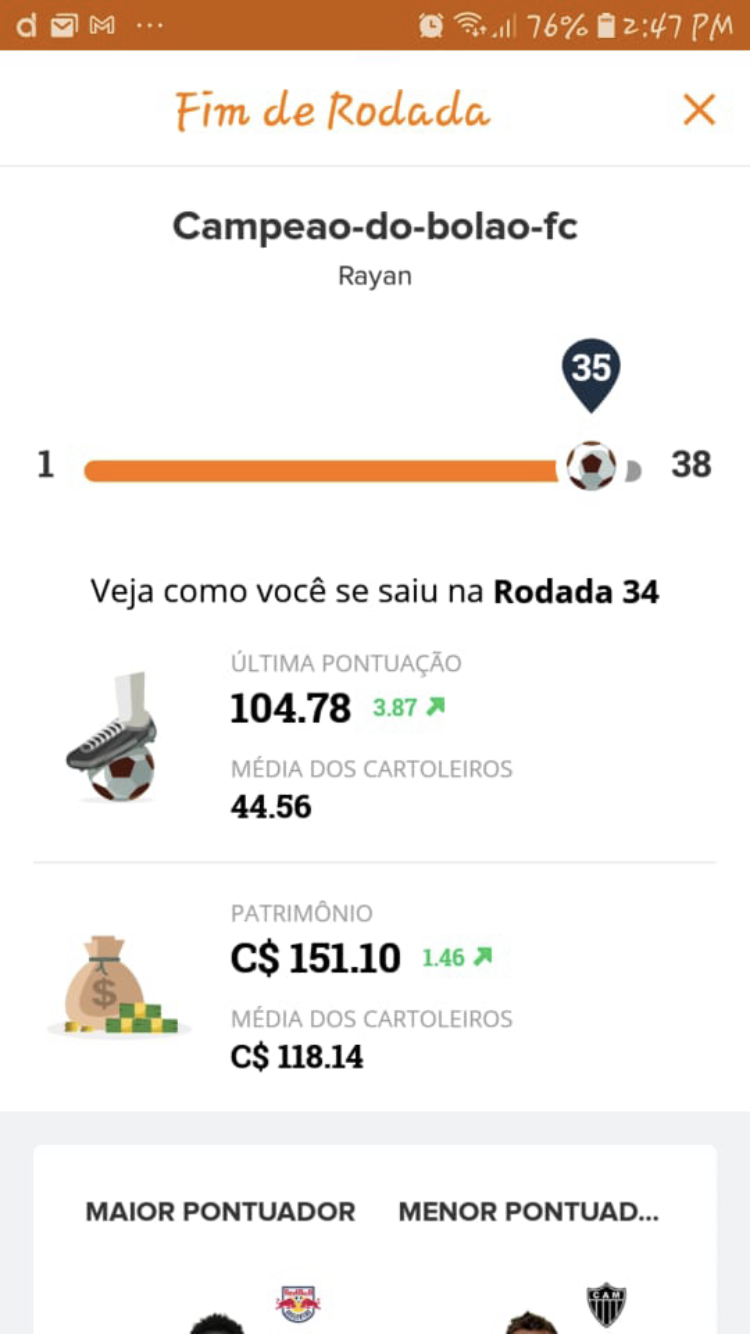 76% 2:47 PM
Fim de Rodada
Campeao-do-bolao-fc
Rayan
35
1 38
Veja como você se saiu na Rodada 34
ÚLTIMA PONTUAÇÃO
104.78 3.87
MÉDIA DOS CARTOLEIROS
44.56
PATRIMÔNIO
C$ 151.10 1.46
$
MÉDIA DOS CARTOLEIROS
C$ 118.14
MAIOR PONTUADOR MENOR PONTUAD...
RedBull
CAM